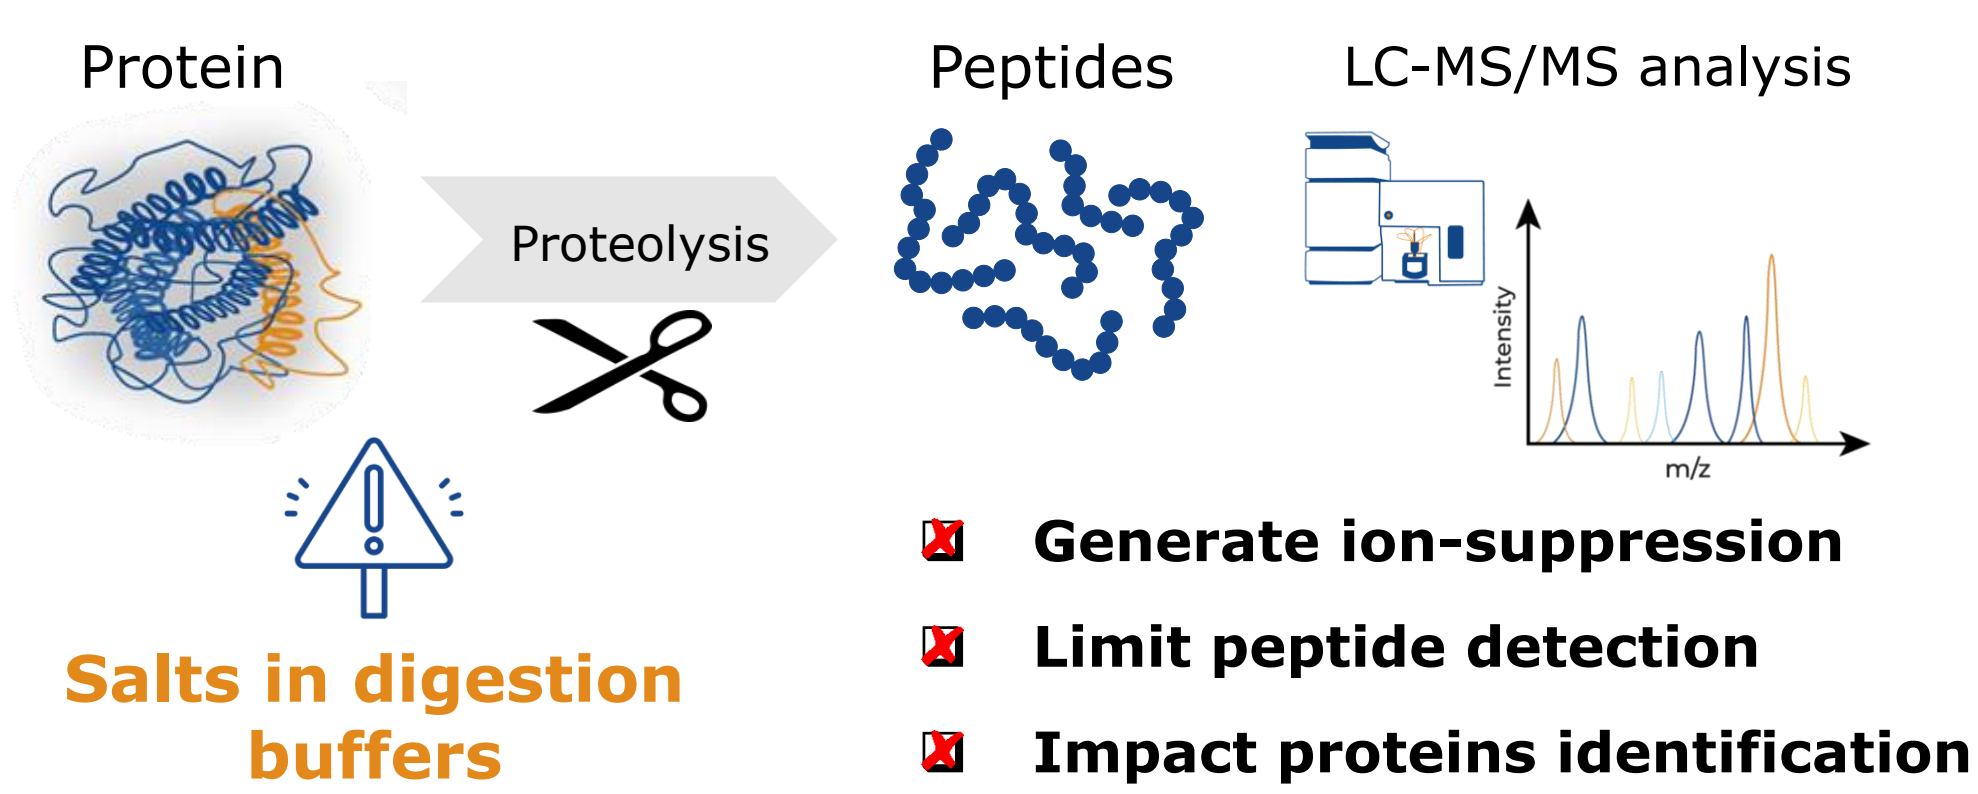 Protein
Peptides
LC-MS/MS analysis
Proteolysis
Intensity
m/z
Salts in digestion
buffers
Generate ion-suppression
Limit peptide detection
Impact proteins identification